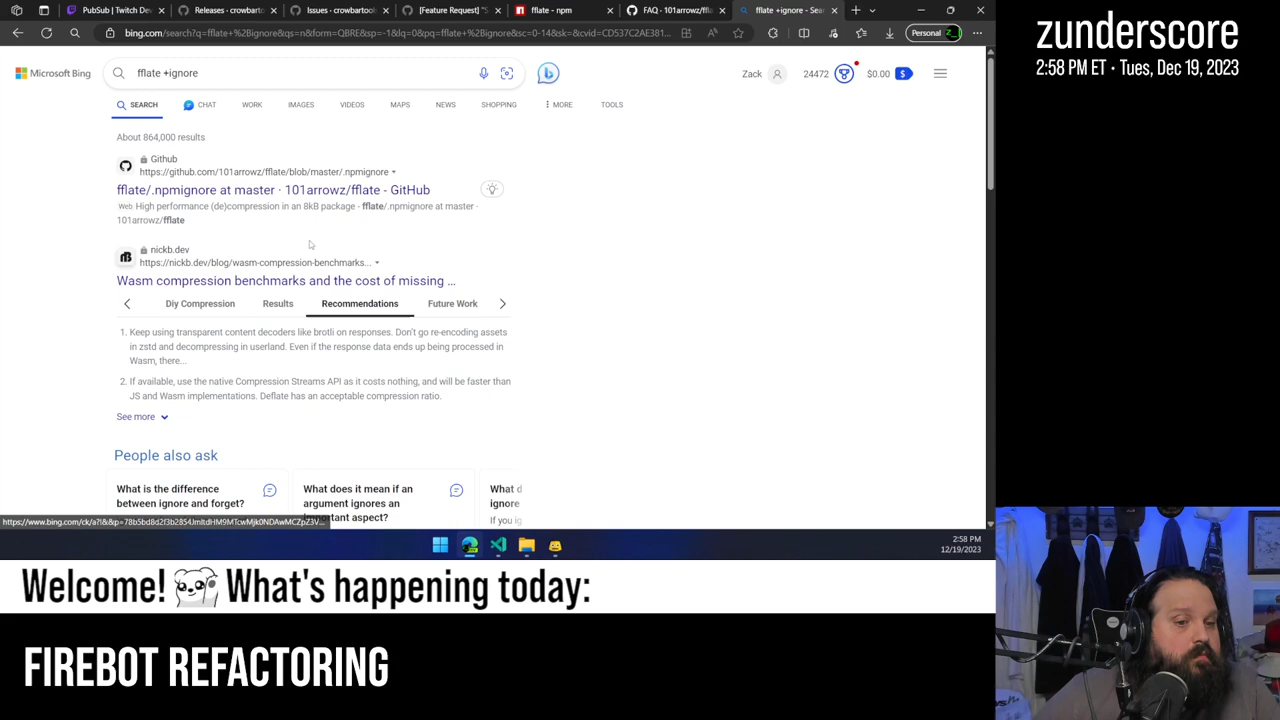 PubSub | Twitch Dev
Releases · crowbarto
Issues · crowbartools
[Feature Request] "S
fflate - npm
FAQ · 101arrowz/ffla
fflate +ignore - Sea
bing.com/search?q=fflate+%2Bignore&qs=n&form=QBRE&sp=-1&lq=0&pq=fflate+%2Bignore&sc=0-14&sk=&cvid=CD537C2AE381...
Personal
Microsoft Bing
fflate +ignore
Zack
24472
$0.00
SEARCH
CHAT
WORK
IMAGES
VIDEOS
MAPS
NEWS
SHOPPING
MORE
TOOLS
About 864,000 results
Github
https://github.com/101arrowz/fflate/blob/master/.npmignore
fflate/.npmignore at master · 101arrowz/fflate - GitHub
Web High performance (de)compression in an 8kB package - fflate/.npmignore at master ·
101arrowz/fflate
nickb.dev
https://nickb.dev/blog/wasm-compression-benchmarks...
Wasm compression benchmarks and the cost of missing ...
Diy Compression
Results
Recommendations
Future Work
1. Keep using transparent content decoders like brotli on responses. Don't go re-encoding assets
in zstd and decompressing in userland. Even if the response data ends up being processed in
Wasm, there...
2. If available, use the native Compression Streams API as it costs nothing, and will be faster than
JS and Wasm implementations. Deflate has an acceptable compression ratio.
See more
People also ask
What is the difference
between ignore and forget?
What does it mean if an
argument ignores an
important aspect?
What d
ignore
If you ig
2:58 PM
12/19/2023
zunderscore
2:58 PM ET · Tues, Dec 19, 2023
Welcome! What's happening today:
FIREBOT REFACTORING